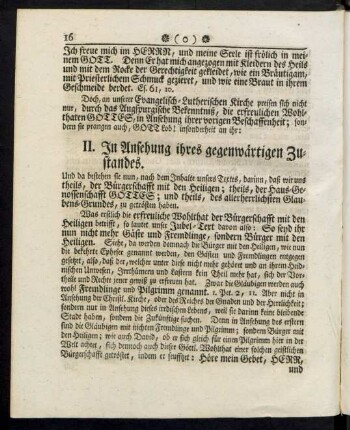 16 ❁ ( o ) ❁
Ich freue mich im HERRN, und meine Seele ist frölich in mei-
nem GOTT. Denn Er hat mich angezogen mit Kleidern des Heils
und mit dem Rocke der Gerechtigkeit gekleidet, wie ein Bräutigam,
mit Priesterlichem Schmuck gezieret, und wie eine Braut in ihrem
Geschmeide berdet. Es. 61, 10.
Doch, an unserer Evangelisch-Lutherischen Kirche preisen sich nicht
nur, durch das Augspurgische Bekenntniß, die erfreulichen Wohl-
thaten GOTTES, in Ansehung ihrer vorigen Beschaffenheit; son-
dern sie prangen auch, GOTT Lob! insonderheit an ihr:
II. In Ansehung ihres gegenwärtigen Zu-
standes.
Und da bestehen sie nun, nach dem Inhalte unsers Textes, darinn, daß wir uns
theils, der Bürgerschafft mit den Heiligen; theils, der Haus-Ge-
nossenschafft GOTTES; und theils, des allerherrlichsten Glau-
bens-Grundes, zu getrösten haben.
Was erstlich die erfreuliche Wohlthat der Bürgerschafft mit den
Heiligen betrifft, so lautet unser Jubel-Text davon also: So seyd ihr
nun nicht mehr Gäste und Fremdlinge, sondern Bürger mit den
Heiligen. Siehe, da werden demnach die Bürger mit den Heiligen, wie nun
die bekehrte Epheser genannt werden, den Gästen und Fremdlingen entgegen
gesetzet, also, daß der, welcher unter diese nicht mehr gehöret und an ihrem Heid-
nischen Unwesen, Irrthümern und Lastern kein Theil mehr hat, sich der Vor-
theile und Rechte jener gewiß zu erfreuen hat. Zwar die Gläubigen werden auch
wohl Fremdlinge und Pilgrimm genannt. 1. Pet. 2, 11. Aber nicht in
Ansehung der Christl. Kirche, oder des Reiches der Gnaden und der Herrlichkeit;
sondern nur in Ansehung dieses irrdischen Lebens, weil sie darinn keine bleibende
Stadt haben, sondern die Zukünftige suchen. Denn in Ansehung des erstern
sind die Gläubigen mit nichten Fremdlinge und Pilgrimm; sondern Bürger mit
den Heiligen; wie auch David, ob er sich gleich für einen Pilgrimm hier in der
Welt achtet, sich dennoch auch dieser Göttl. Wohlthat einer solchen geistlichen
Bürgerschafft getröstet, indem er seufftzet: Höre mein Gebet, HERR,
und